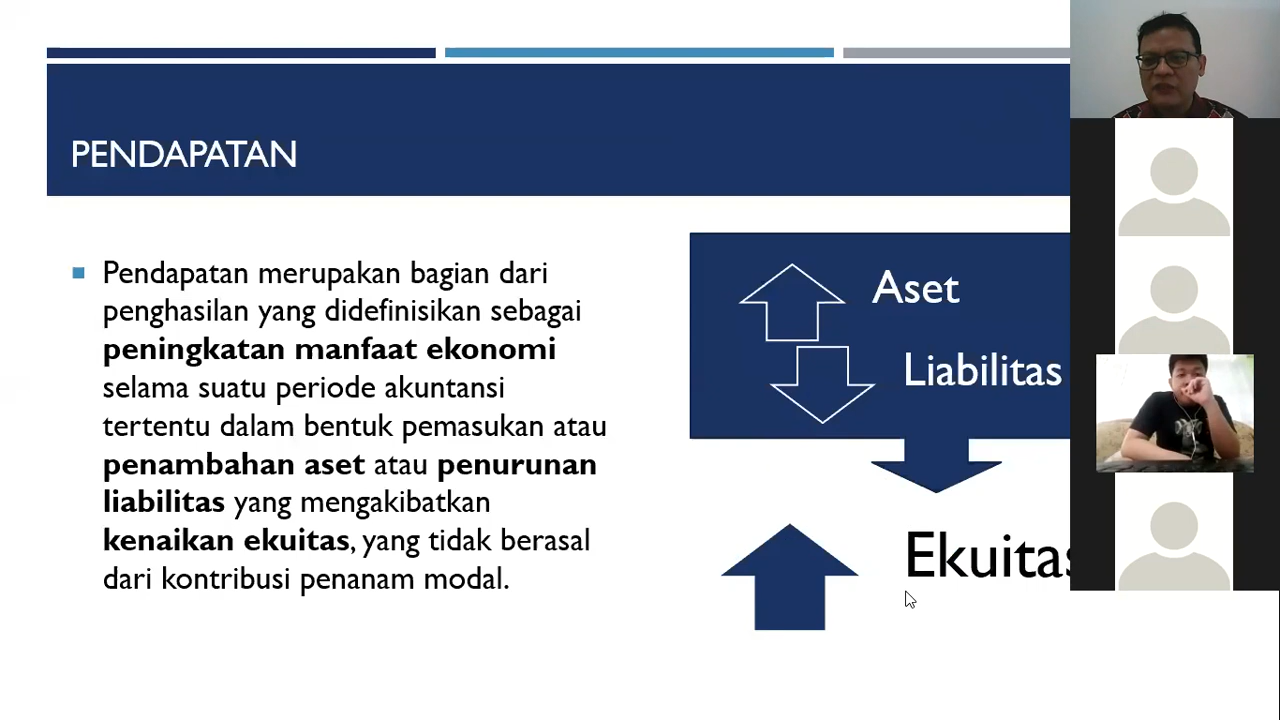 PENDAPATAN
Pendapatan merupakan bagian dari
penghasilan yang didefinisikan sebagai
peningkatan manfaat ekonomi
selama suatu periode akuntansi
tertentu dalam bentuk pemasukan atau
penambahan aset atau penurunan
liabilitas yang mengakibatkan
kenaikan ekuitas, yang tidak berasal
dari kontribusi penanam modal.
Aset
Liabilitas
Ekuitas